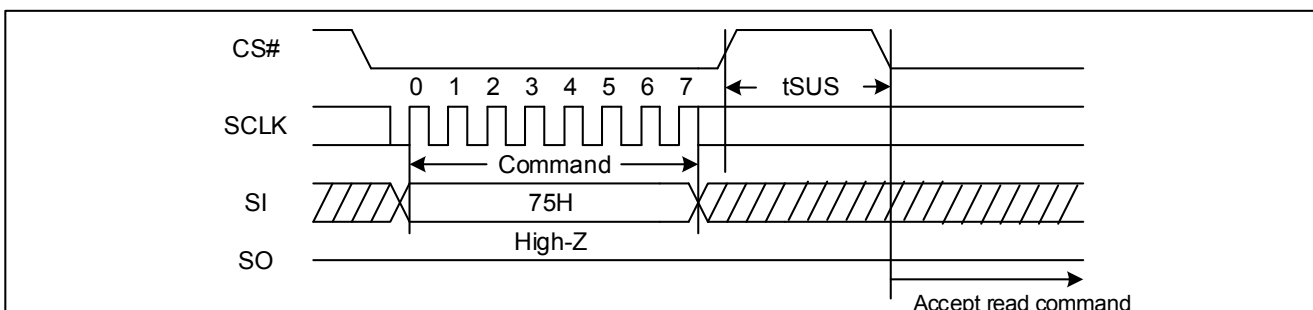 CS#
0 1 2 3 4 5 6 7
tSUS
SCLK
Command
SI
75H
High-Z
SO
Accept read command